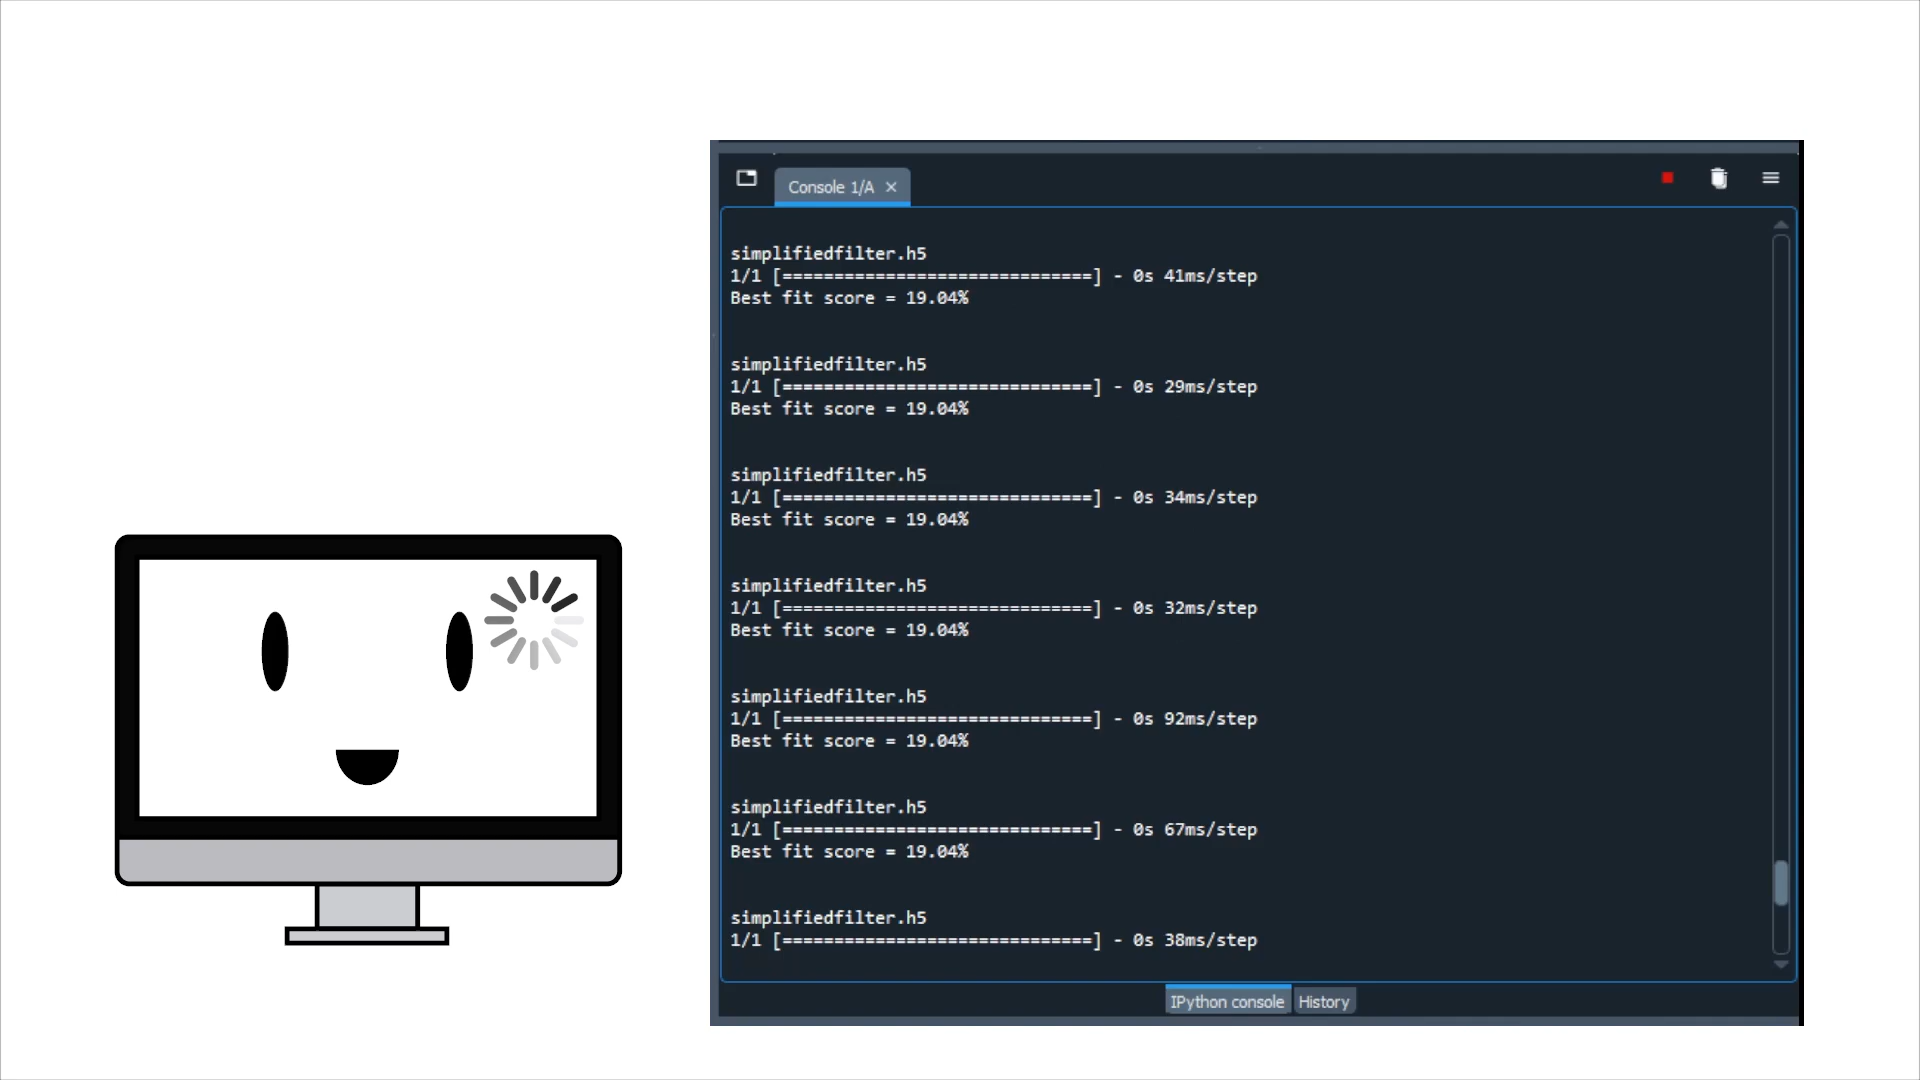 Console 1/A
simplifiedfilter.h5
1/1 [==============================] - 0s 41ms/step
Best fit score = 19.04%
simplifiedfilter.h5
1/1 [==============================] - 0s 29ms/step
Best fit score = 19.04%
simplifiedfilter.h5
1/1 [==============================] - 0s 34ms/step
Best fit score = 19.04%
simplifiedfilter.h5
1/1 [==============================] - 0s 32ms/step
Best fit score = 19.04%
simplifiedfilter.h5
1/1 [==============================] - 0s 92ms/step
Best fit score = 19.04%
simplifiedfilter.h5
1/1 [==============================] - 0s 67ms/step
Best fit score = 19.04%
simplifiedfilter.h5
1/1 [==============================] - 0s 38ms/step
IPython console History